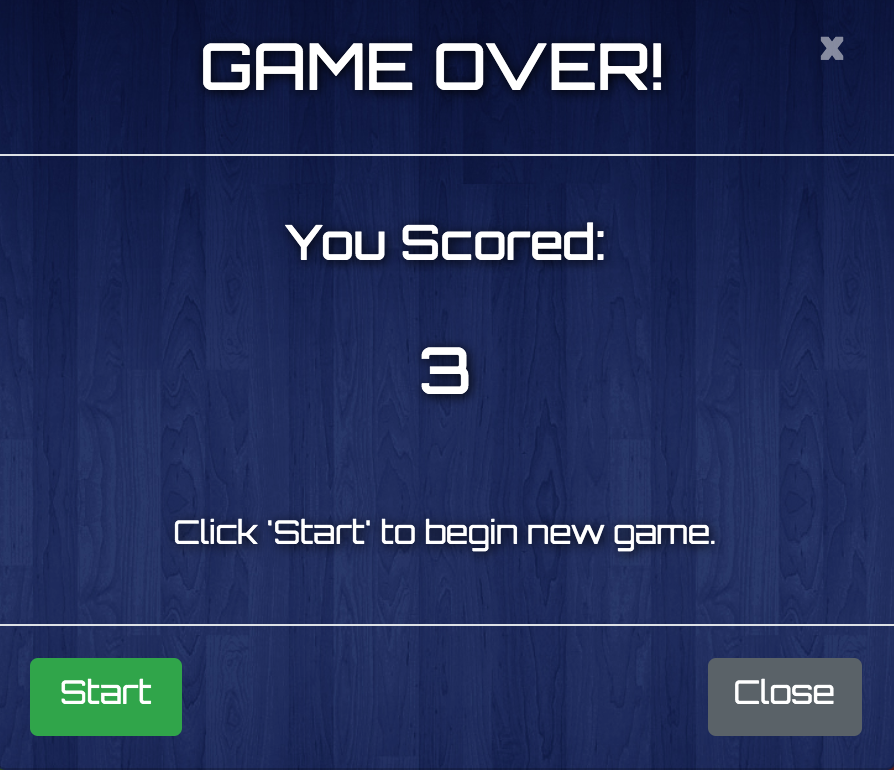 GAME OVER!
x
You Scored:
3
Click 'Start' to begin new game.
Start
Close